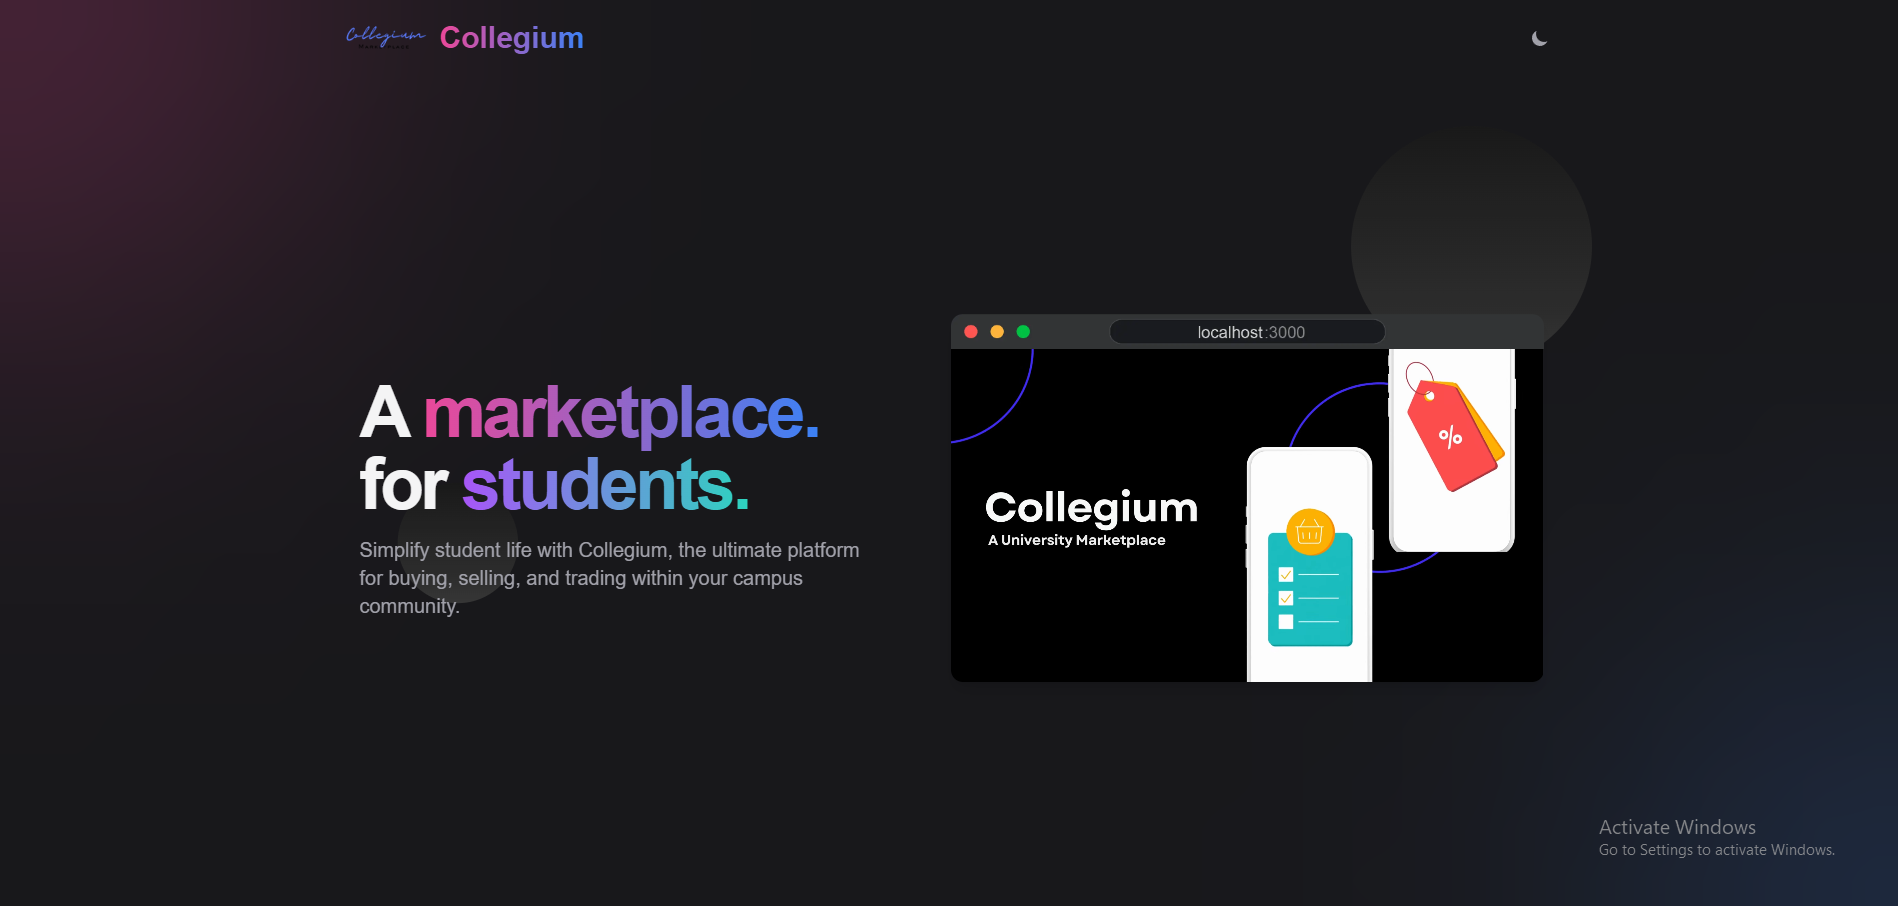 Collegium
Collegium
localhost:3000
A marketplace.
for students.
Simplify student life with Collegium, the ultimate platform
for buying, selling, and trading within your campus
community.
Collegium
A University Marketplace
%
Activate Windows
Go to Settings to activate Windows.